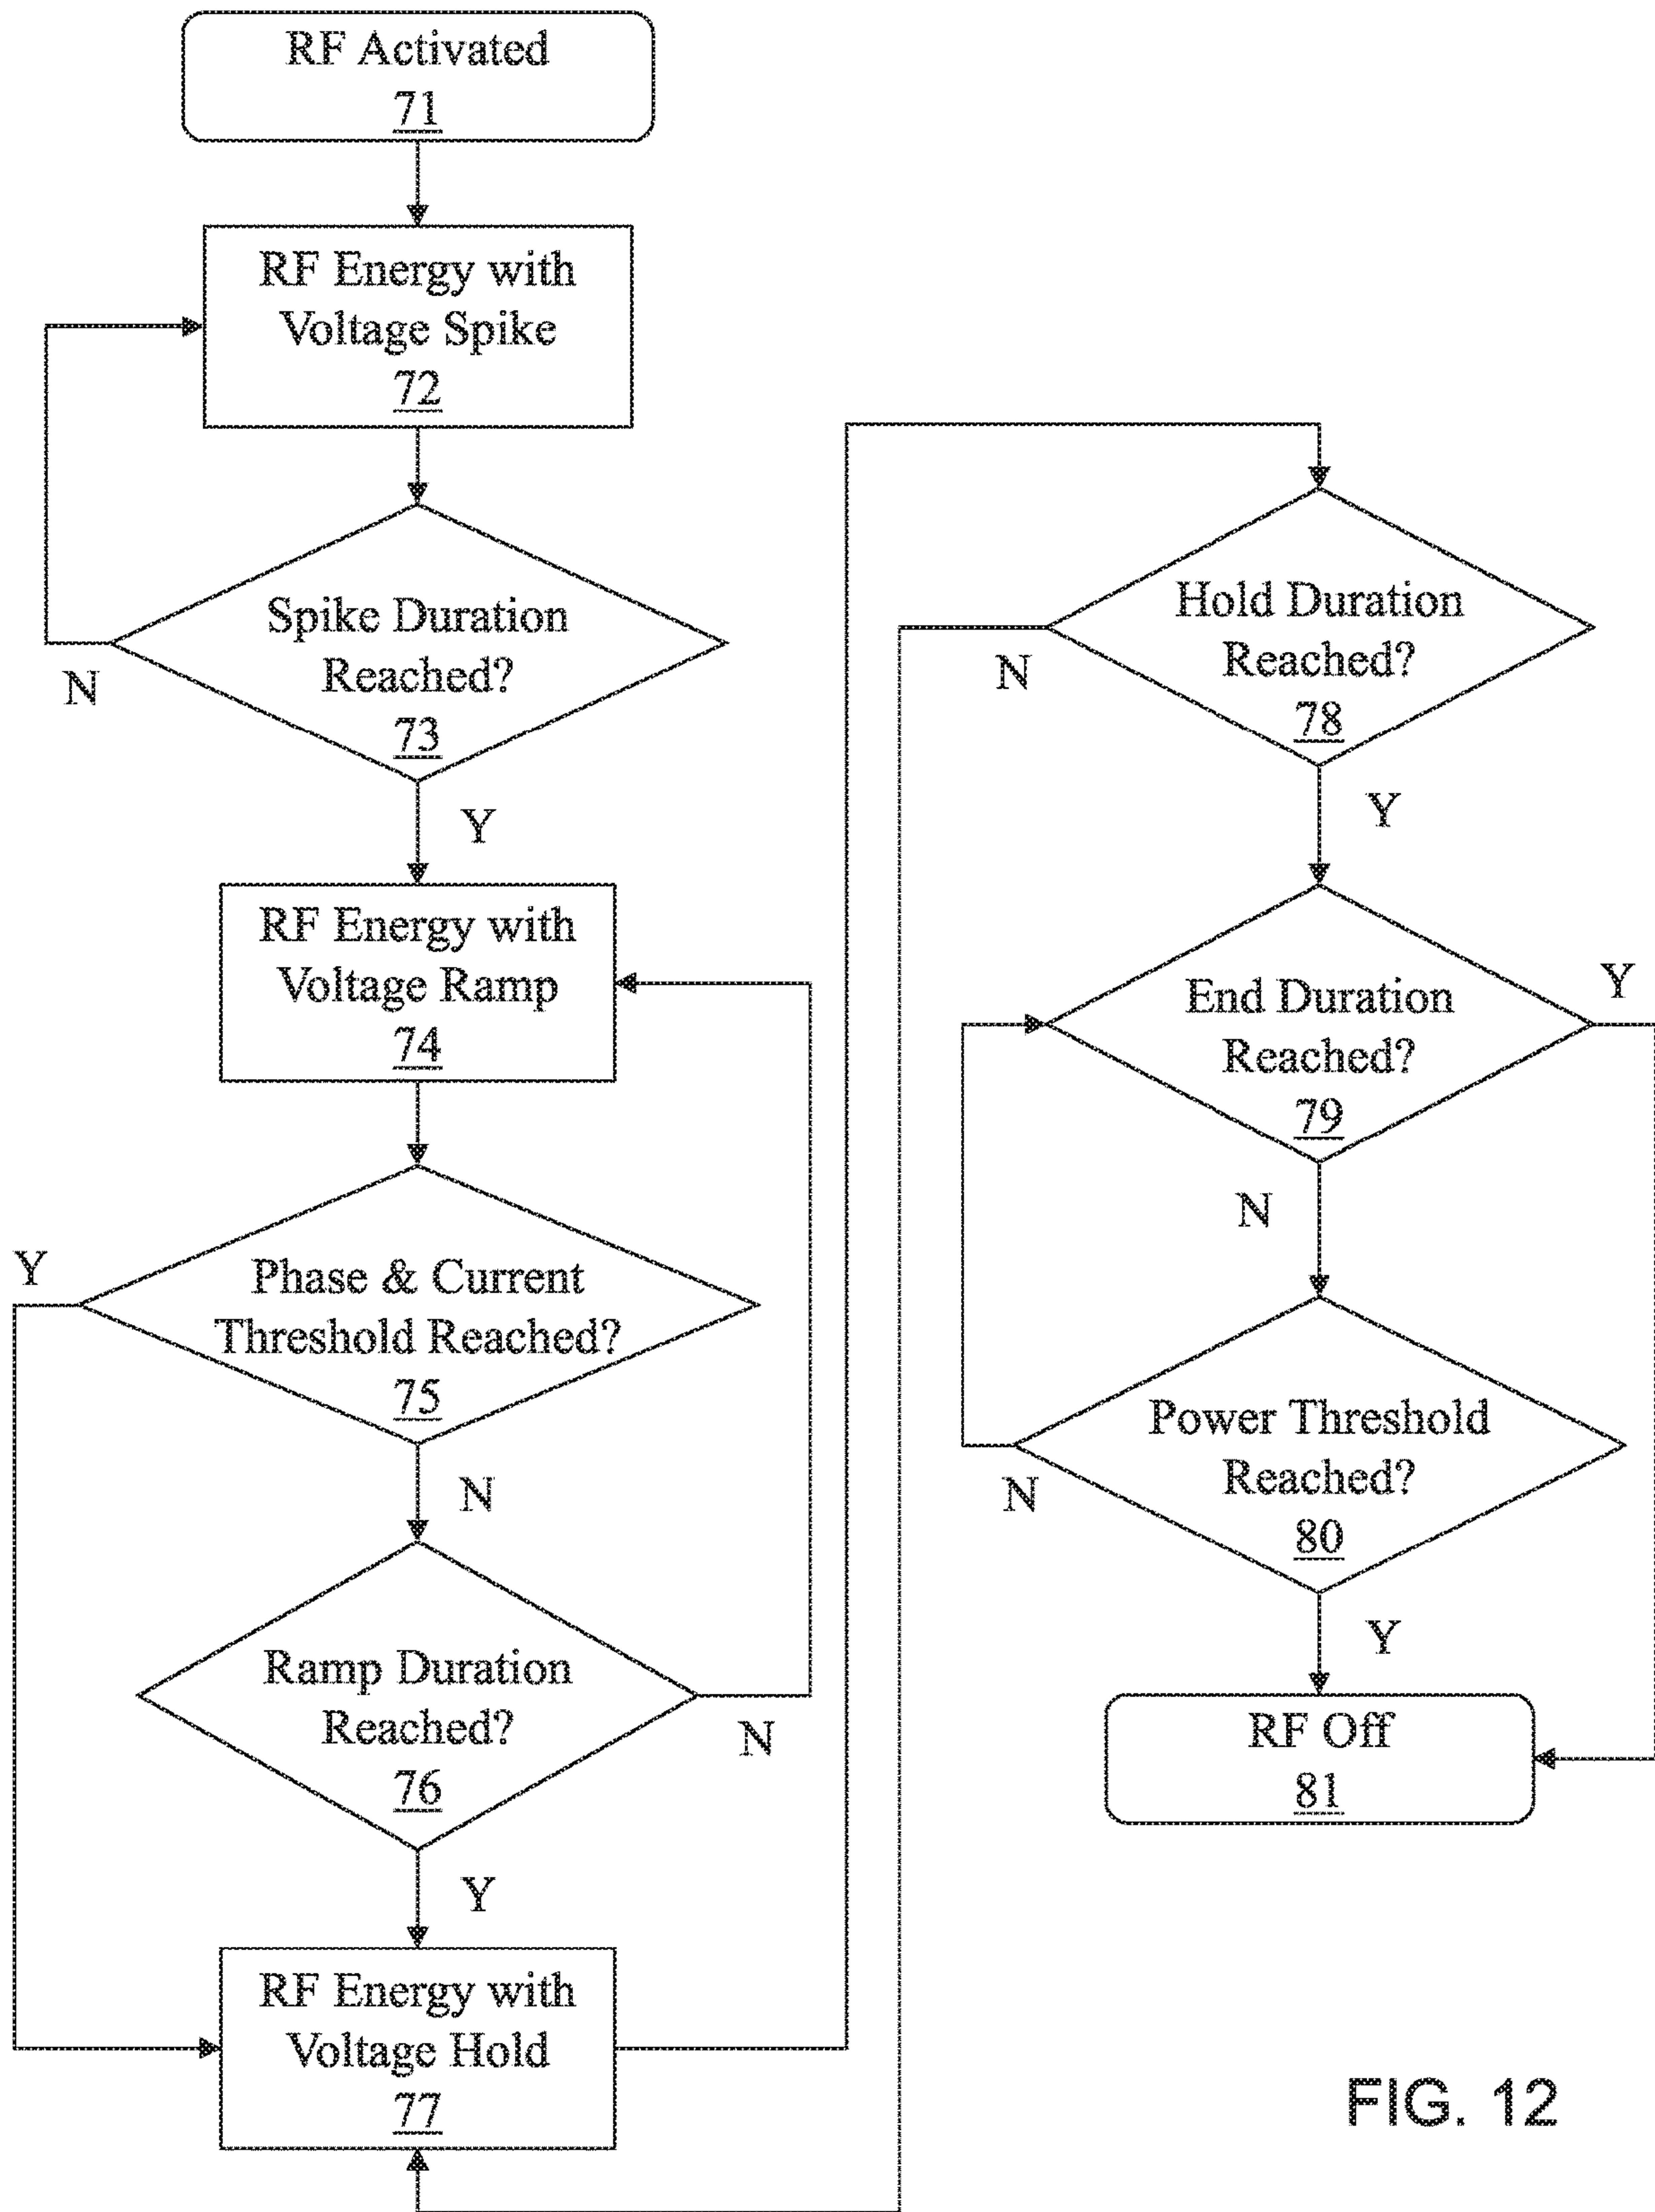 RF Activated
71
RF Energy with
Voltage Spike
72
Spike Duration
Reached?
73
N
Y
RF Energy with
Voltage Ramp
74
Phase & Current
Threshold Reached?
75
Y
N
Ramp Duration
Reached?
76
N
Y
RF Energy with
Voltage Hold
77
Hold Duration
Reached?
78
N
Y
End Duration
Reached?
79
Y
N
Power Threshold
Reached?
80
N
Y
RF Off
81
FIG. 12